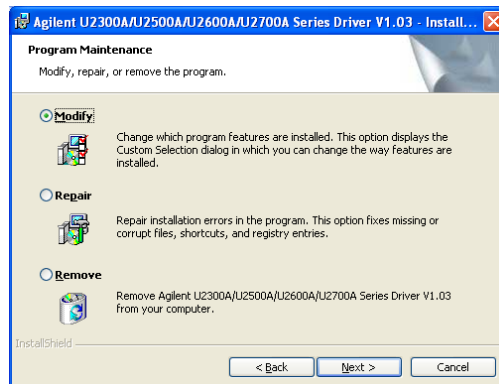 Agilent U2300A/U2500A/U2600A/U2700A Series Driver V1.03 - Install...
Program Maintenance
Modify, repair, or remove the program.
Modify
Change which program features are installed. This option displays the
Custom Selection dialog in which you can change the way features are
installed.
Repair
Repair installation errors in the program. This option fixes missing or
corrupt files, shortcuts, and registry entries.
Remove
Remove Agilent U2300A/U2500A/U2600A/U2700A Series Driver V1.03
from your computer.
InstallShield
< Back Next > Cancel